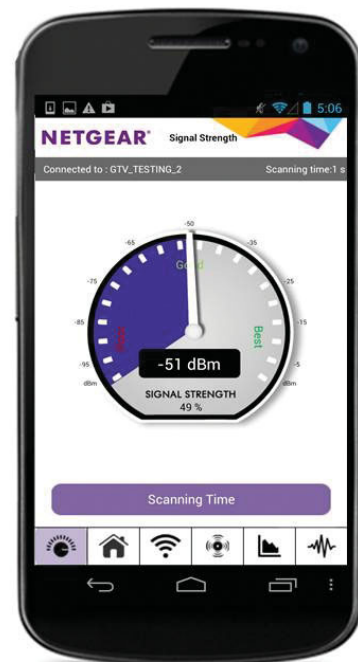 5:06
NETGEAR® Signal Strength
Connected to : GTV_TESTING_2 Scanning time:1 s
-50
-65 -35
Good
-75 -25
-85 -15
Best
-95 -5
dBm dBm
-51 dBm
SIGNAL STRENGTH
49 %
Scanning Time